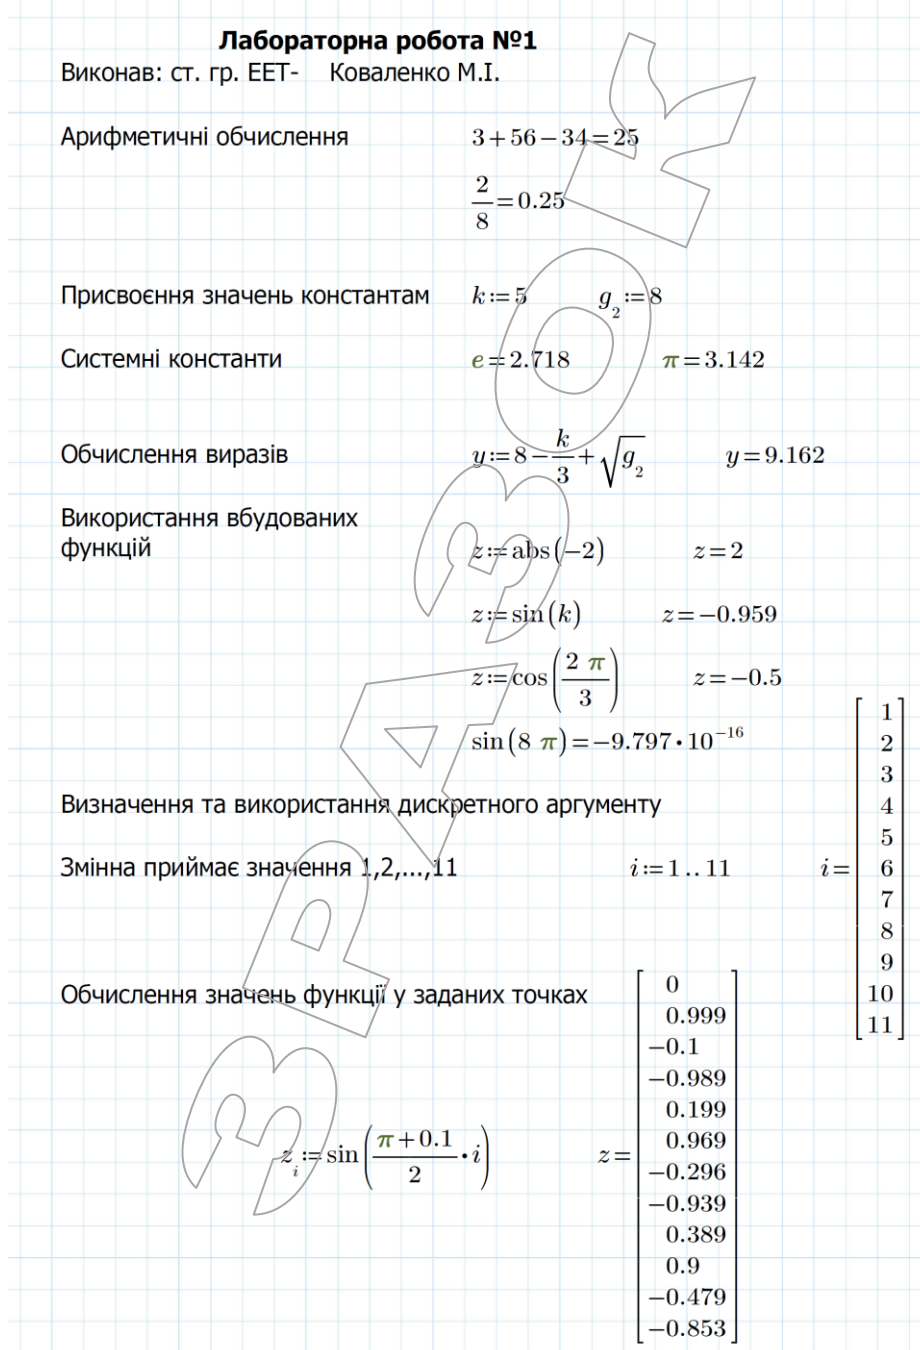 Лабораторна робота №1
Виконав: ст. гр. ЕЕТ- Коваленко М.І.
Арифметичні обчислення 3+56−34=25
2/8=0.25
Присвоєння значень константам k:=5 g₂:=8
Системні константи e=2.718 π=3.142
Обчислення виразів y:=8−k/3+√g₂ y=9.162
Використання вбудованих
функцій z:=abs(−2) z=2
z:=sin(k) z=−0.959
z:=cos(2 π/3) z=−0.5
sin(8 π)=−9.797•10⁻¹⁶
Визначення та використання дискретного аргументу
Змінна приймає значення 1,2,...,11 i:=1..11 i=
1
2
3
4
5
6
7
8
9
10
11
Обчислення значень функції у заданих точках
zᵢ:=sin(π+0.1/2•i) z=
0
0.999
−0.1
−0.989
0.199
0.969
−0.296
−0.939
0.389
0.9
−0.479
−0.853
ЗРАЗОК